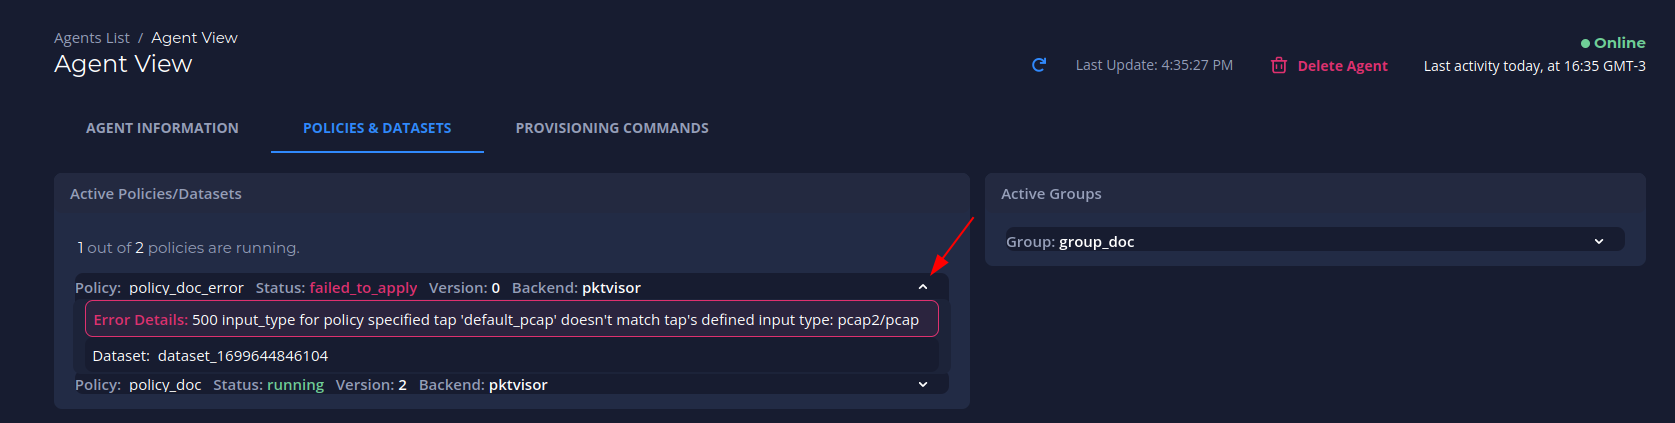 Agents List / Agent View
Agent View
Online
Last Update: 4:35:27 PM
Delete Agent
Last activity today, at 16:35 GMT-3
AGENT INFORMATION
POLICIES & DATASETS
PROVISIONING COMMANDS
Active Policies/Datasets
1 out of 2 policies are running.
Policy: policy_doc_error Status: failed_to_apply Version: 0 Backend: pktvisor
Error Details: 500 input_type for policy specified tap 'default_pcap' doesn't match tap's defined input type: pcap2/pcap
Dataset: dataset_1699644846104
Policy: policy_doc Status: running Version: 2 Backend: pktvisor
Active Groups
Group: group_doc